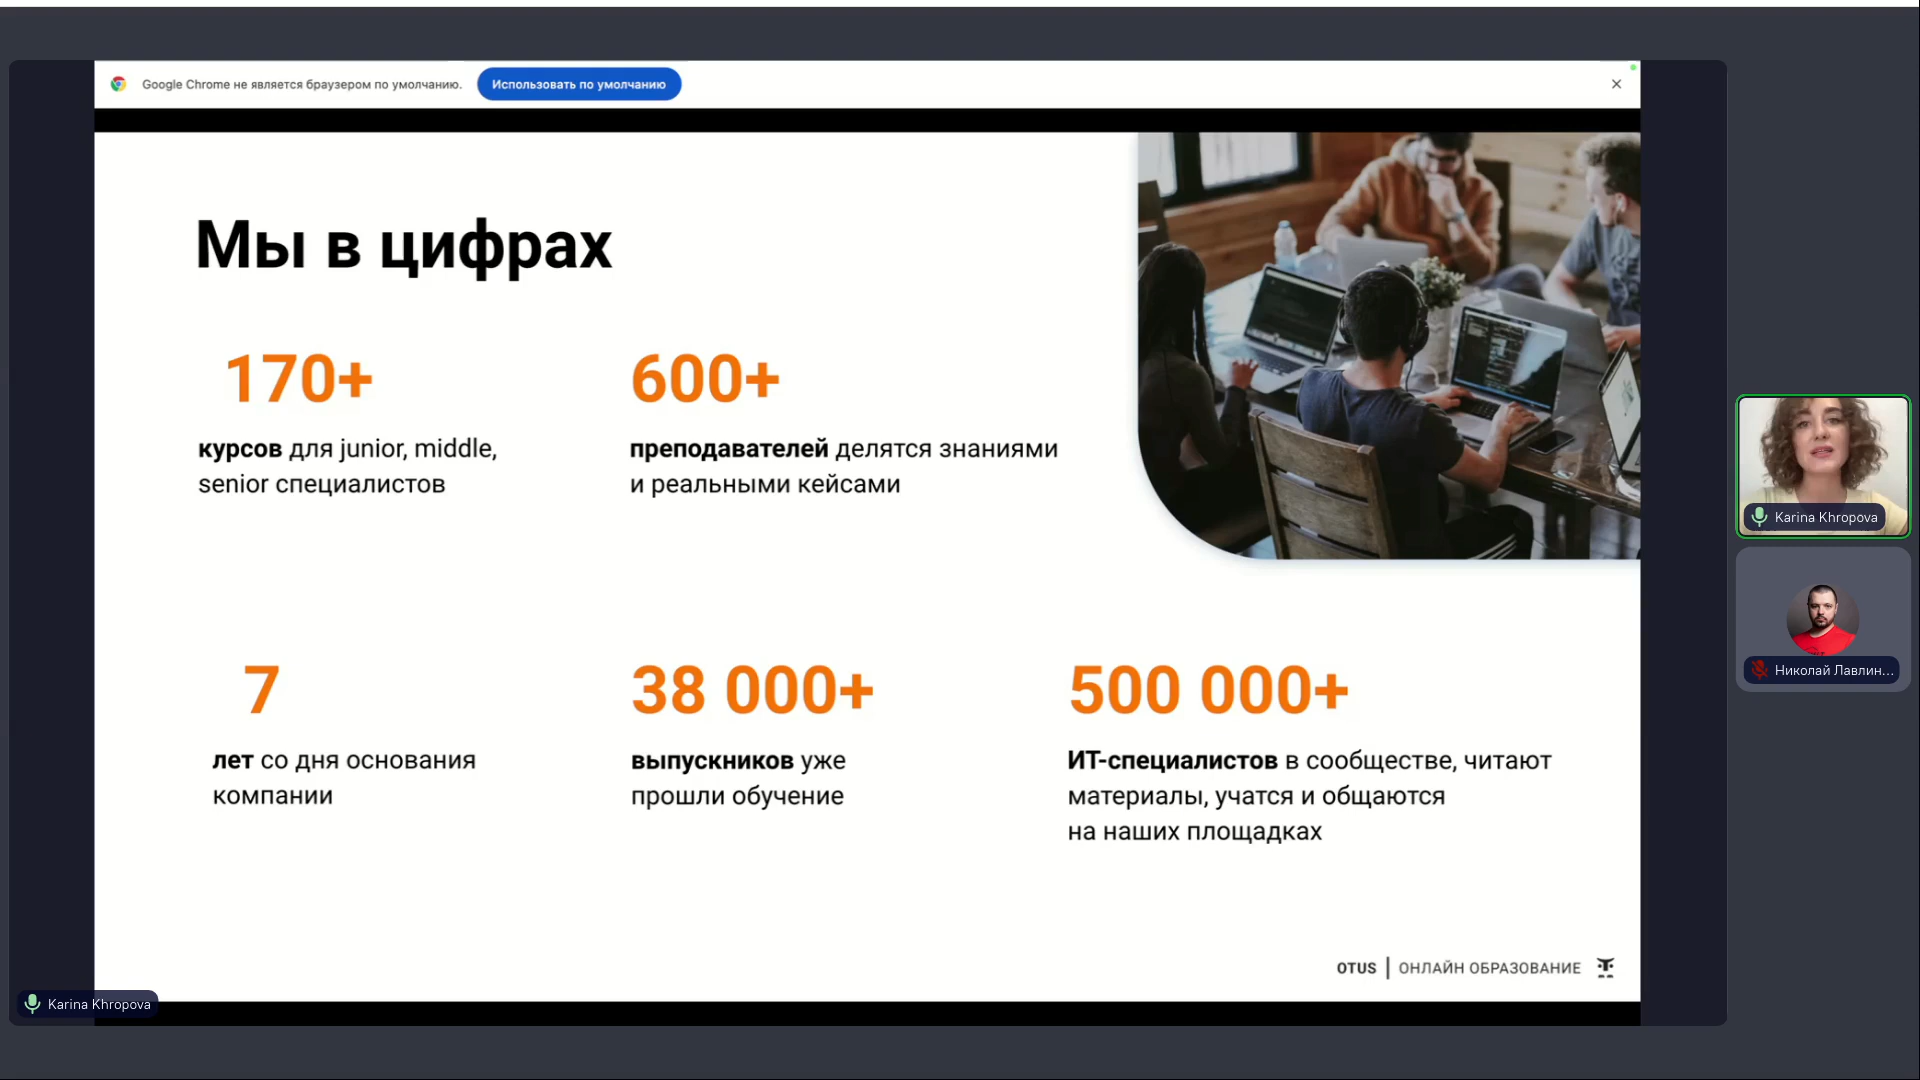 Google Chrome не является браузером по умолчанию.
Использовать по умолчанию
Мы в цифрах
170+
курсов для junior, middle,
senior специалистов
600+
преподавателей делятся знаниями
и реальными кейсами
7
лет со дня основания
компании
38 000+
выпускников уже
прошли обучение
500 000+
ИТ-специалистов в сообществе, читают
материалы, учатся и общаются
на наших площадках
OTUS | ОНЛАЙН ОБРАЗОВАНИЕ
Karina Khropova
Karina Khropova
Николай Лавлин...